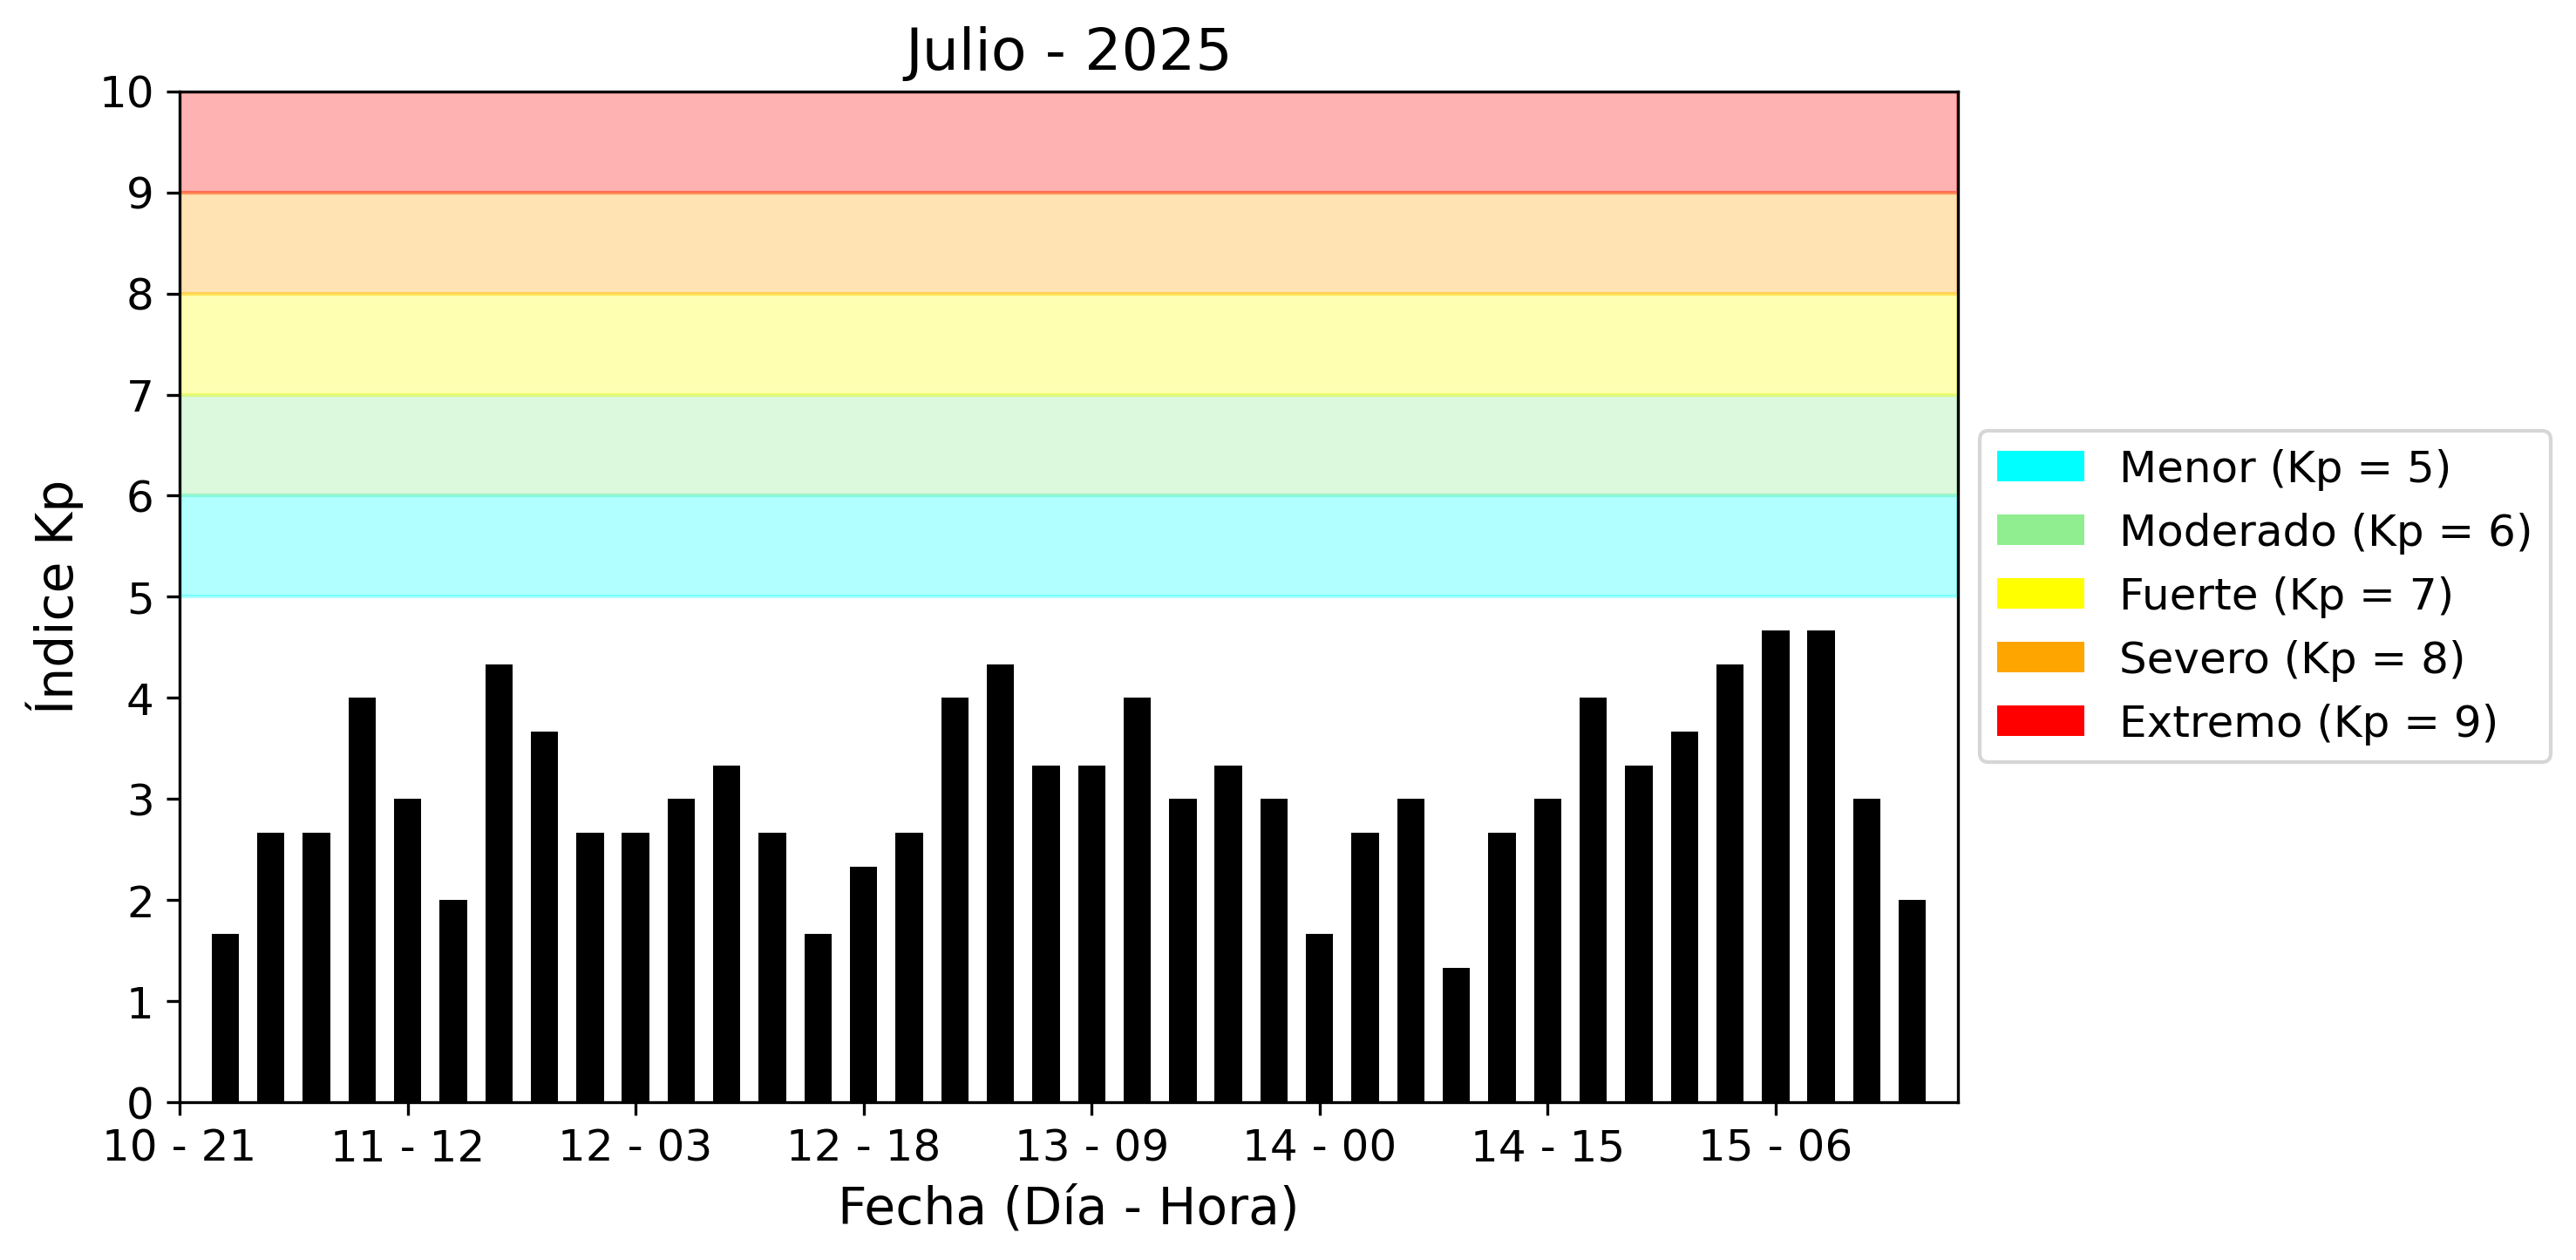 Julio - 2025
10
9
8
7
6
5
4
3
2
1
0
Índice Kp
10 - 21
11 - 12
12 - 03
12 - 18
13 - 09
14 - 00
14 - 15
15 - 06
Fecha (Día - Hora)
Menor (Kp = 5)
Moderado (Kp = 6)
Fuerte (Kp = 7)
Severo (Kp = 8)
Extremo (Kp = 9)